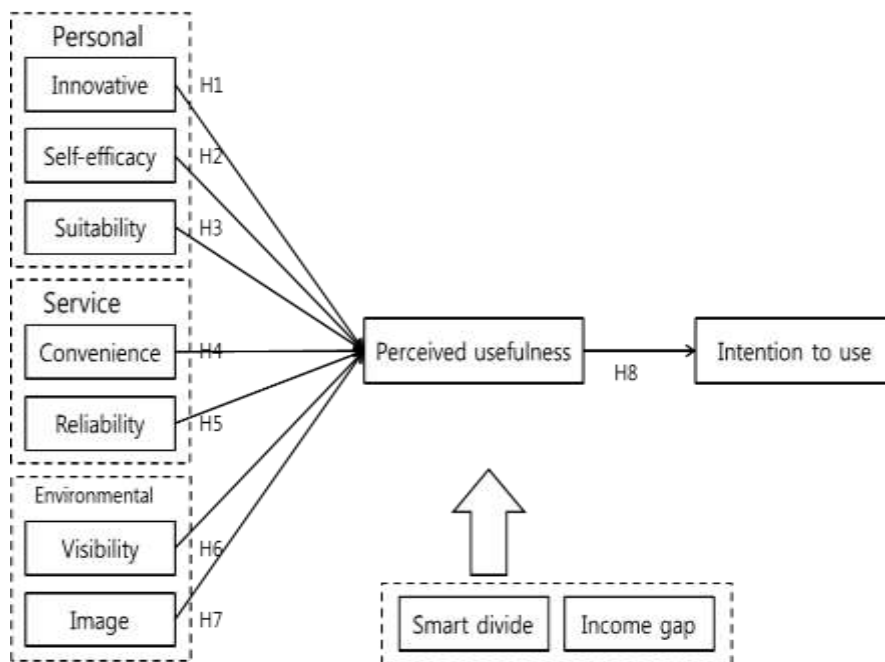 Personal
Innovative
H1
Self-efficacy
H2
Suitability
H3
Service
Convenience
H4
Perceived usefulness
H8
Intention to use
Reliability
H5
Environmental
Visibility
H6
Image
H7
Smart divide
Income gap